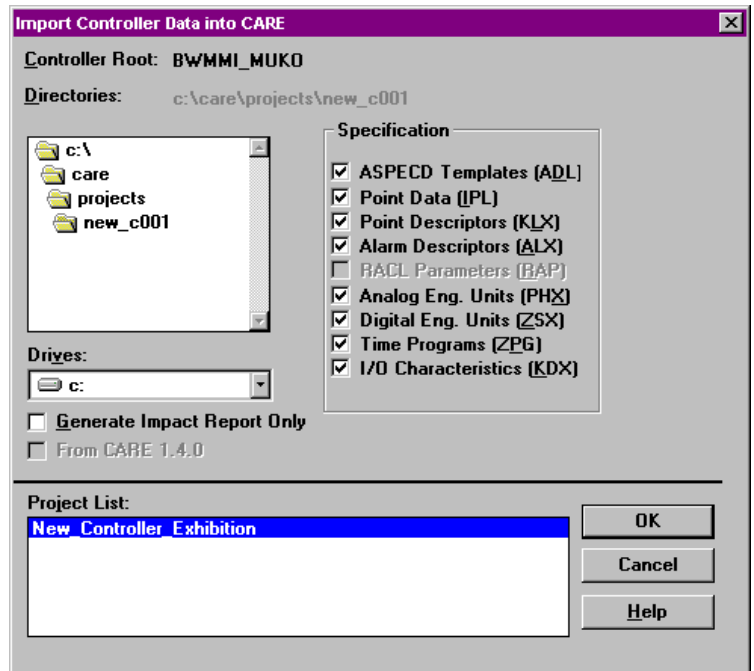 Import Controller Data into CARE
Controller Root: BWMMI_MUKO
Directories: c:\care\projects\new_c001
c:\
care
projects
new_c001
Specification
ASPECD Templates (ADL]
Point Data (IPL)
Point Descriptors (KLX)
Alarm Descriptors (ALX)
RACL Parameters (RAP)
Analog Eng. Units (PHX)
Digital Eng. Units (ZSX)
Time Programs (ZPG)
I/O Characteristics (KDX)
Drives:
c:
Generate Impact Report Only
From CARE 1.4.0
Project List:
New_Controller_Exhibition
OK
Cancel
Help